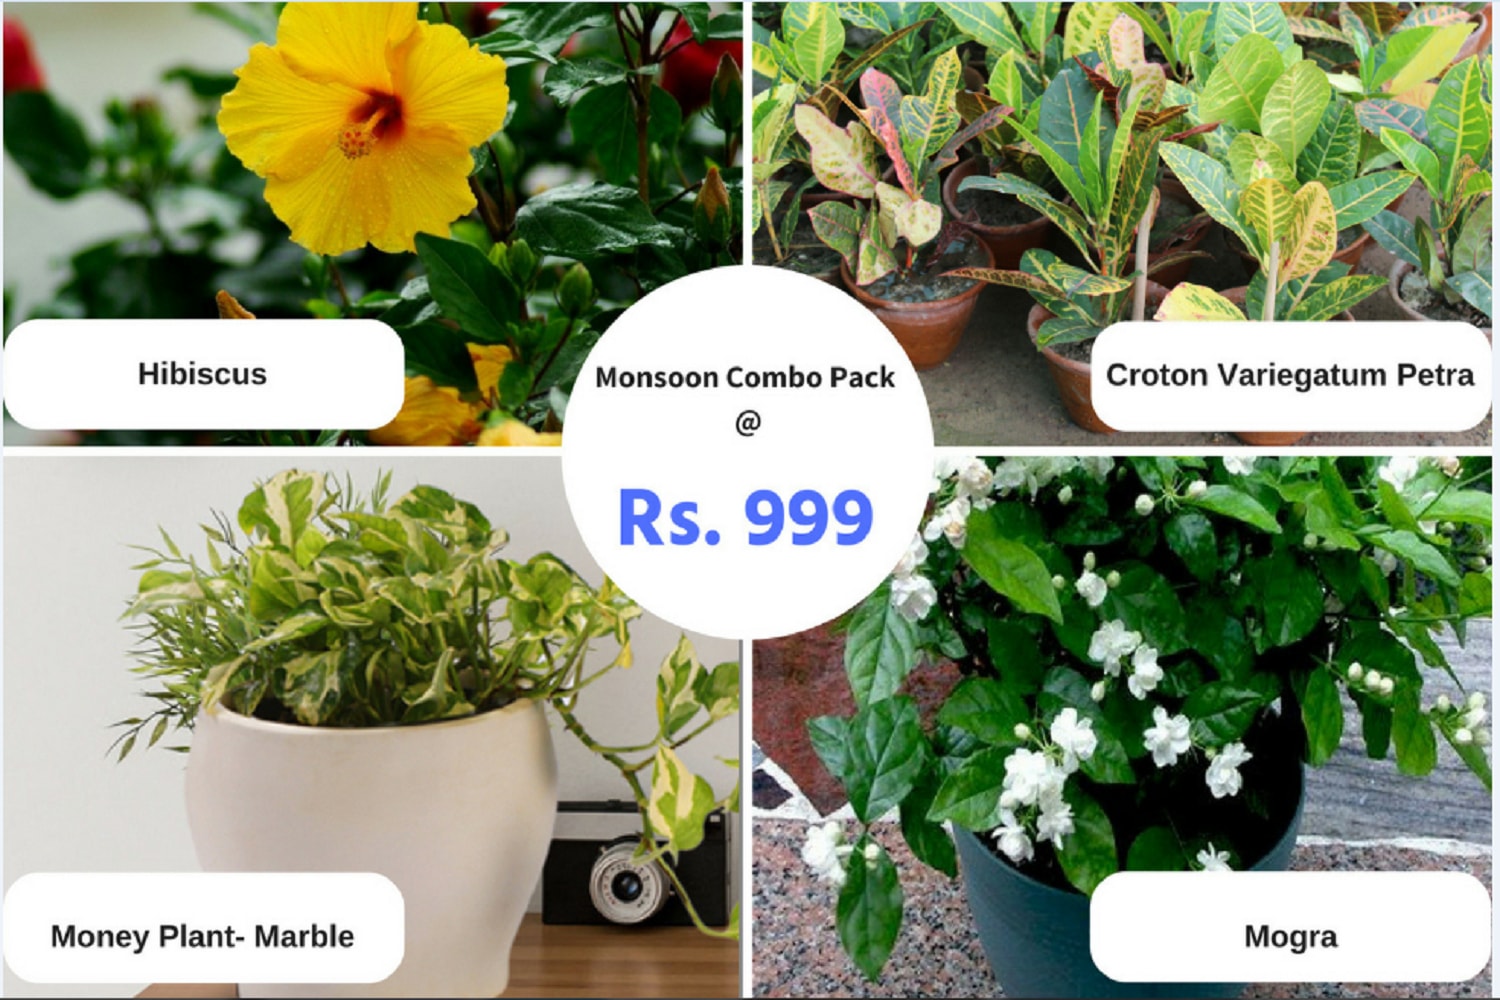 Hibiscus
Croton Variegatum Petra
Monsoon Combo Pack
@
Rs. 999
Money Plant- Marble
Mogra